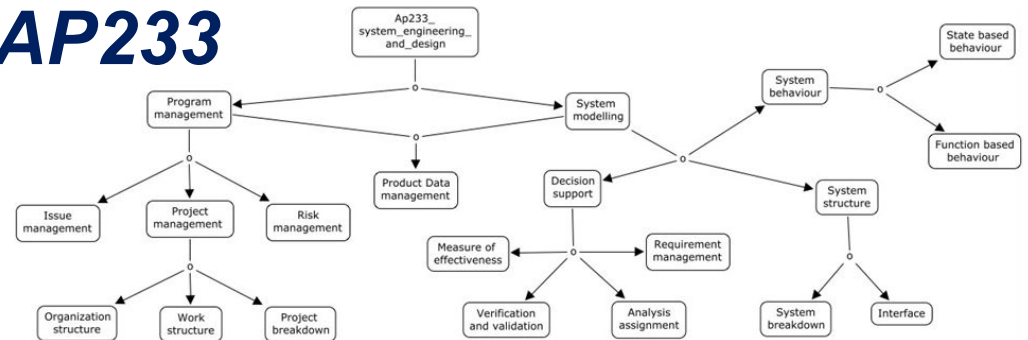 AP233
Ap233_
system_engineering_
and_design
Program
management
System
modelling
Product Data
management
Issue
management
Project
management
Risk
management
Organization
structure
Work
structure
Project
breakdown
System
behaviour
State based
behaviour
Function based
behaviour
Decision
support
Measure of
effectiveness
Requirement
management
Verification
and validation
Analysis
assignment
System
structure
System
breakdown
Interface